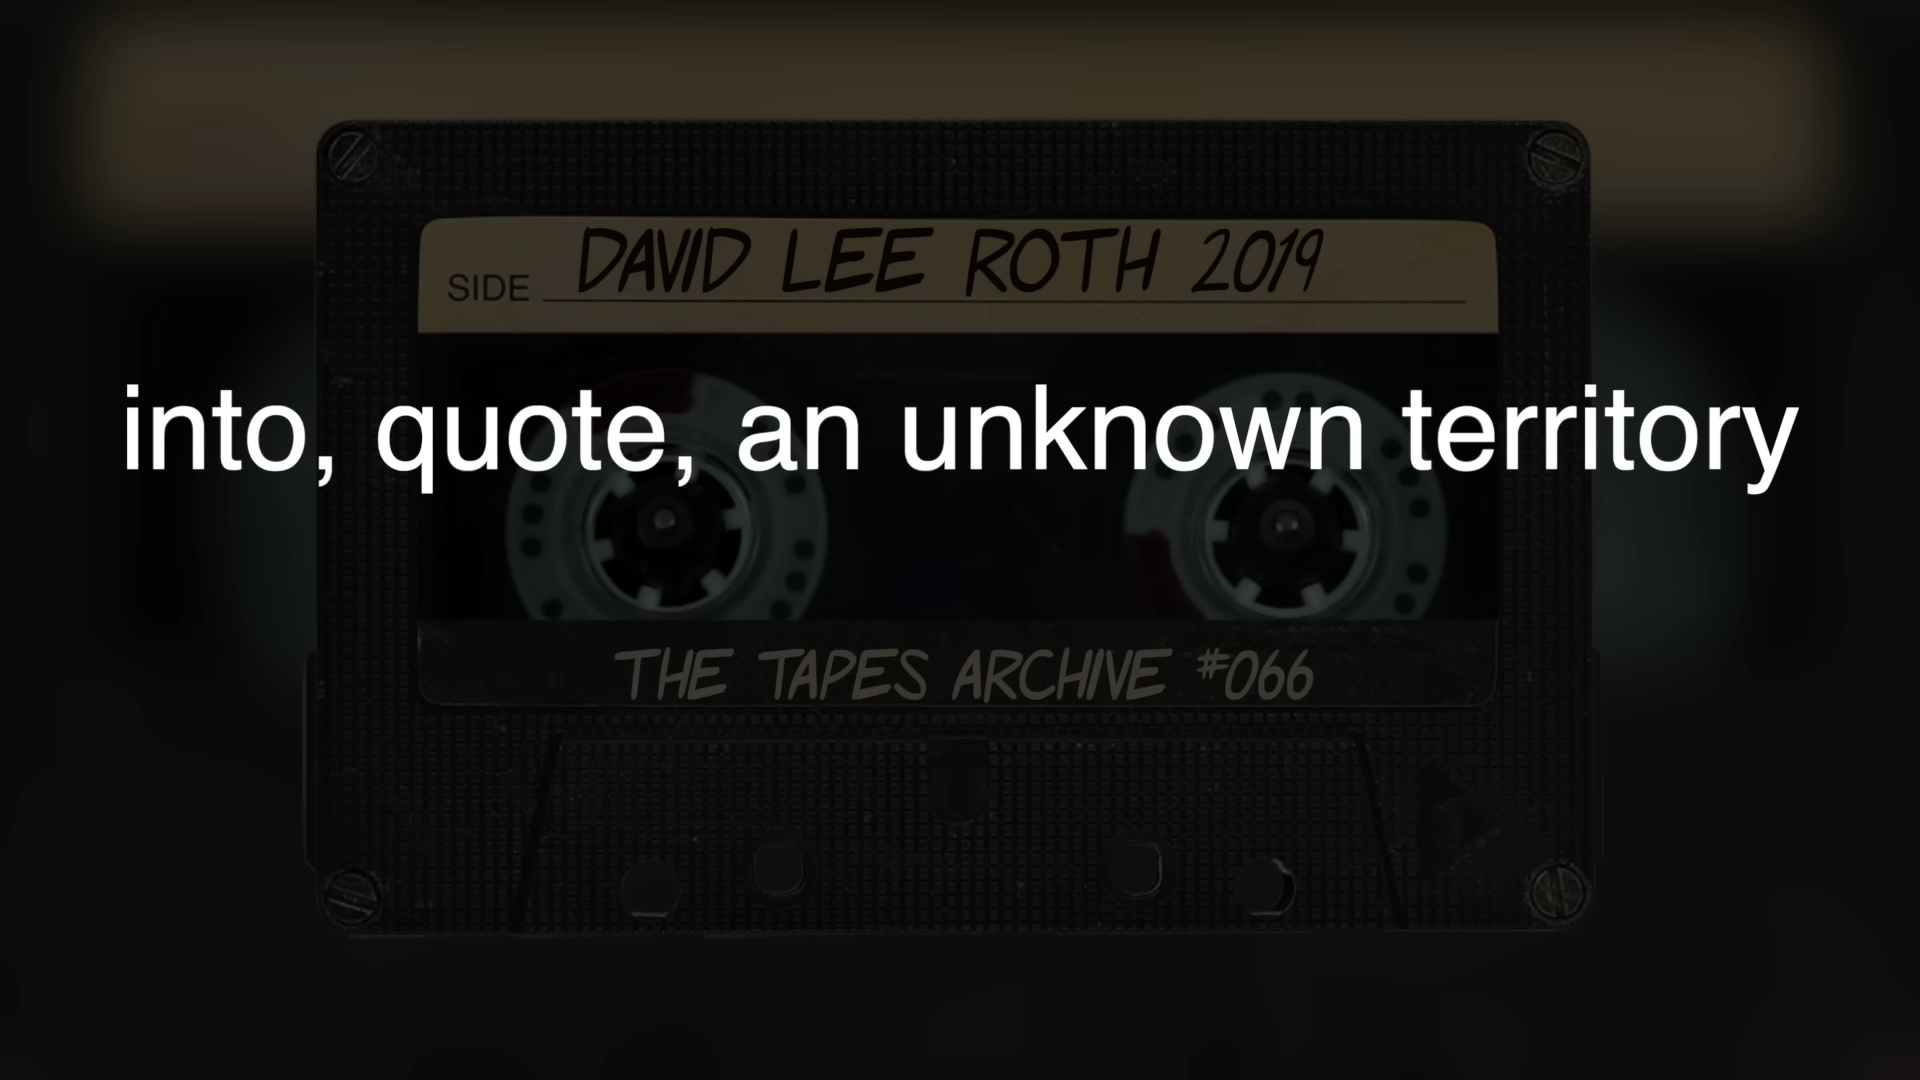 DAVID LEE ROTH 2019
SIDE
into, quote, an unknown territory
THE TAPES ARCHIVE #066